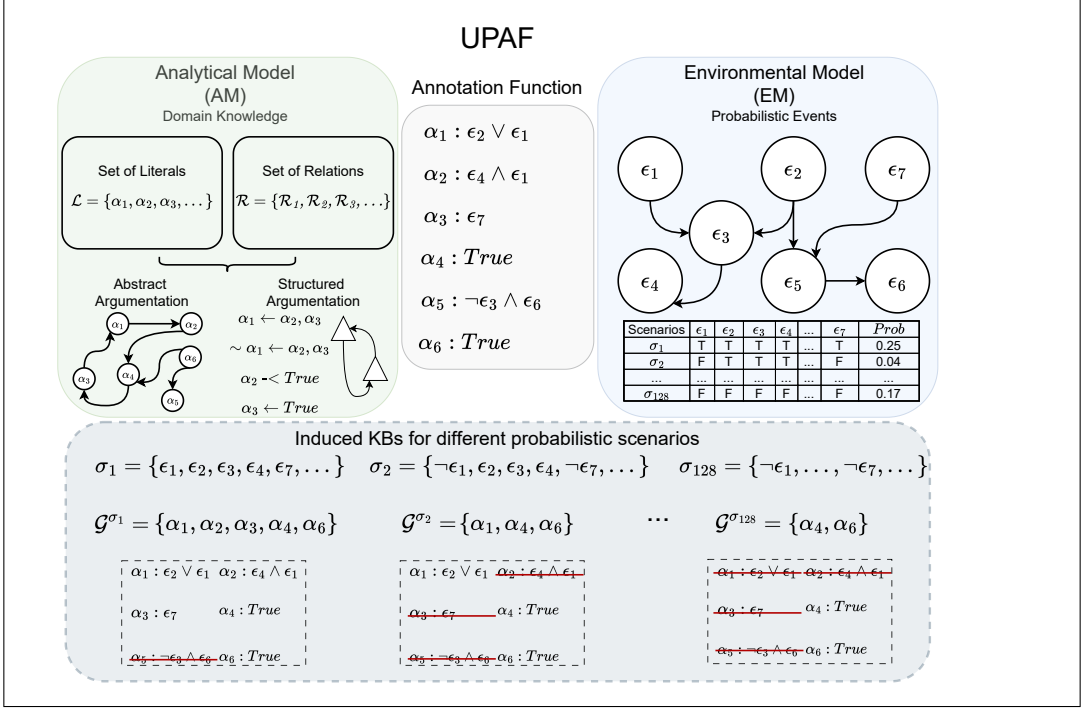 UPAF
Analytical Model
(AM)
Domain Knowledge
Set of Literals
ℒ = {α₁, α₂, α₃, . . .}
Set of Relations
ℛ = {ℛ₁, ℛ₂, ℛ₃, . . .}
Abstract
Argumentation
α₁
α₂
α₃
α₄
α₅
α₆
Structured
Argumentation
α₁ ← α₂, α₃
∼ α₁ ← α₂, α₃
α₂ -< True
α₃ ← True
Annotation Function
α₁ : ϵ₂ ∨ ϵ₁
α₂ : ϵ₄ ∧ ϵ₁
α₃ : ϵ₇
α₄ : True
α₅ : ¬ϵ₃ ∧ ϵ₆
α₆ : True
Environmental Model
(EM)
Probabilistic Events
ϵ₁ ϵ₂ ϵ₇
ϵ₃
ϵ₄ ϵ₅ ϵ₆
Scenarios ϵ₁ ϵ₂ ϵ₃ ϵ₄ ... ϵ₇ Prob
σ₁ T T T T ... T 0.25
σ₂ F T T T ... F 0.04
... ... ... ... ... ... ...
σ₁₂₈ F F F F ... F 0.17
Induced KBs for different probabilistic scenarios
σ₁ = {ϵ₁, ϵ₂, ϵ₃, ϵ₄, ϵ₇, . . .} σ₂ = {¬ϵ₁, ϵ₂, ϵ₃, ϵ₄, ¬ϵ₇, . . .} σ₁₂₈ = {¬ϵ₁, . . . , ¬ϵ₇, . . .}
𝒢^σ₁ = {α₁, α₂, α₃, α₄, α₆} 𝒢^σ₂ = {α₁, α₄, α₆} ... 𝒢^σ₁₂₈ = {α₄, α₆}
α₁ : ϵ₂ ∨ ϵ₁ α₂ : ϵ₄ ∧ ϵ₁
α₃ : ϵ₇ α₄ : True
α₅ : ¬ϵ₃ ∧ ϵ₆ α₆ : True
α₁ : ϵ₂ ∨ ϵ₁ α₂ : ϵ₄ ∧ ϵ₁
α₃ : ϵ₇ α₄ : True
α₅ : ¬ϵ₃ ∧ ϵ₆ α₆ : True
α₁ : ϵ₂ ∨ ϵ₁ α₂ : ϵ₄ ∧ ϵ₁
α₃ : ϵ₇ α₄ : True
α₅ : ¬ϵ₃ ∧ ϵ₆ α₆ : True